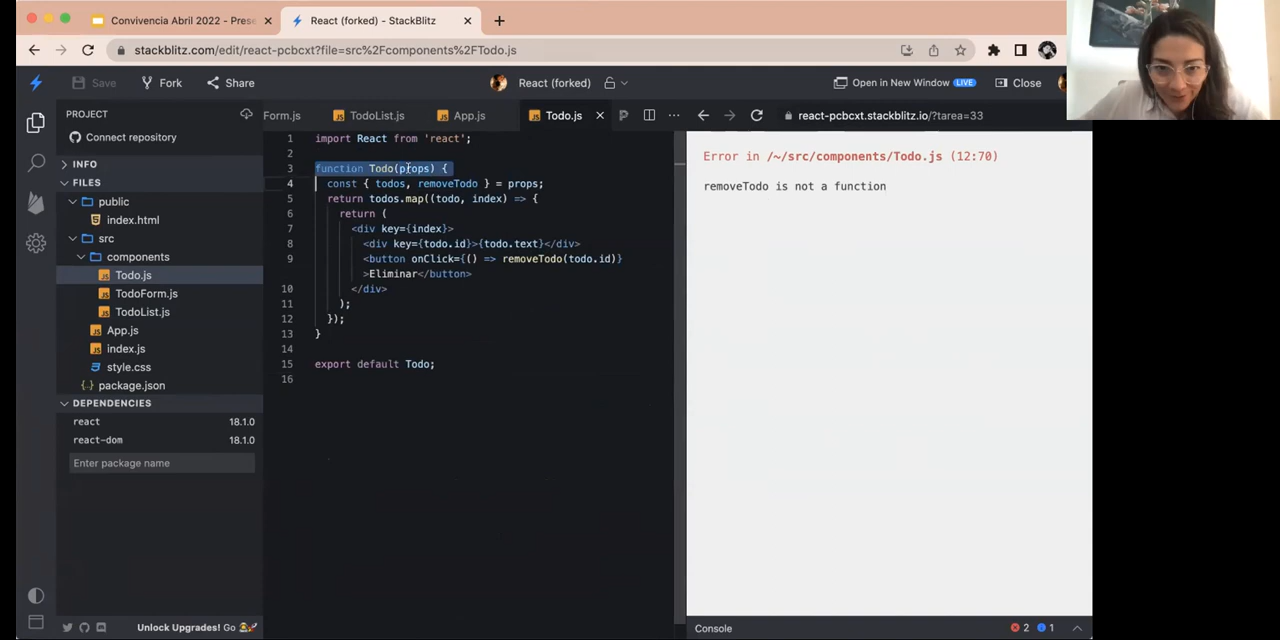 Convivencia Abril 2022 - Prese
React (forked) - StackBlitz
stackblitz.com/edit/react-pcbcxt?file=src%2Fcomponents%2FTodo.js
Save
Fork
Share
React (forked)
Open in New Window LIVE
Close
PROJECT
Form.js
TodoList.js
App.js
Todo.js
react-pcbcxt.stackblitz.io/?tarea=33
Connect repository
INFO
FILES
public
index.html
src
components
Todo.js
TodoForm.js
TodoList.js
App.js
index.js
style.css
package.json
DEPENDENCIES
react 18.1.0
react-dom 18.1.0
Enter package name
Unlock Upgrades! Go
1 import React from 'react';
2
3 function Todo(props) {
4 const { todos, removeTodo } = props;
5 return todos.map((todo, index) => {
6 return (
7 <div key={index}>
8 <div key={todo.id}>{todo.text}</div>
9 <button onClick={() => removeTodo(todo.id)}
>Eliminar</button>
10 </div>
11 );
12 });
13 }
14
15 export default Todo;
16
Error in /~/src/components/Todo.js (12:70)
removeTodo is not a function
Console
2 1